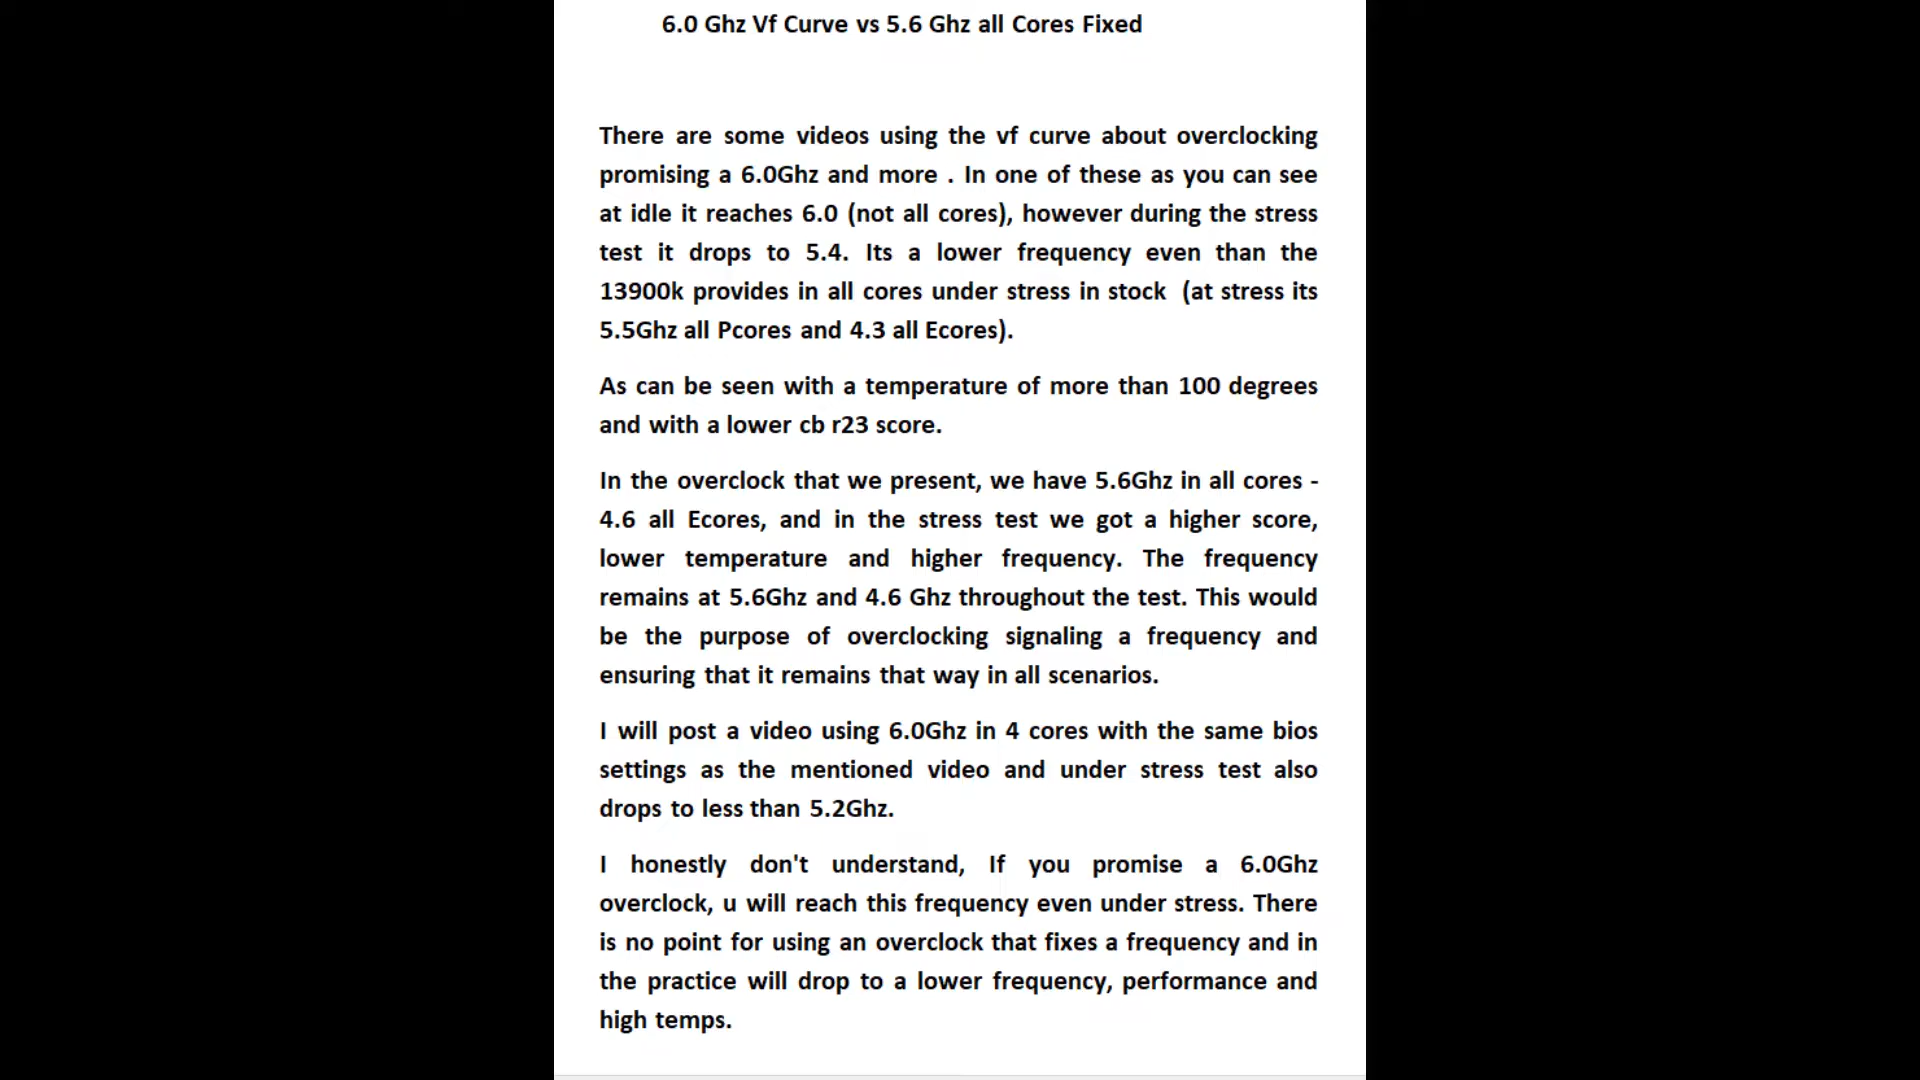 6.0 Ghz Vf Curve vs 5.6 Ghz all Cores Fixed
There are some videos using the vf curve about overclocking
promising a 6.0Ghz and more . In one of these as you can see
at idle it reaches 6.0 (not all cores), however during the stress
test it drops to 5.4. Its a lower frequency even than the
13900k provides in all cores under stress in stock (at stress its
5.5Ghz all Pcores and 4.3 all Ecores).
As can be seen with a temperature of more than 100 degrees
and with a lower cb r23 score.
In the overclock that we present, we have 5.6Ghz in all cores -
4.6 all Ecores, and in the stress test we got a higher score,
lower temperature and higher frequency. The frequency
remains at 5.6Ghz and 4.6 Ghz throughout the test. This would
be the purpose of overclocking signaling a frequency and
ensuring that it remains that way in all scenarios.
I will post a video using 6.0Ghz in 4 cores with the same bios
settings as the mentioned video and under stress test also
drops to less than 5.2Ghz.
I honestly don't understand, If you promise a 6.0Ghz
overclock, u will reach this frequency even under stress. There
is no point for using an overclock that fixes a frequency and in
the practice will drop to a lower frequency, performance and
high temps.